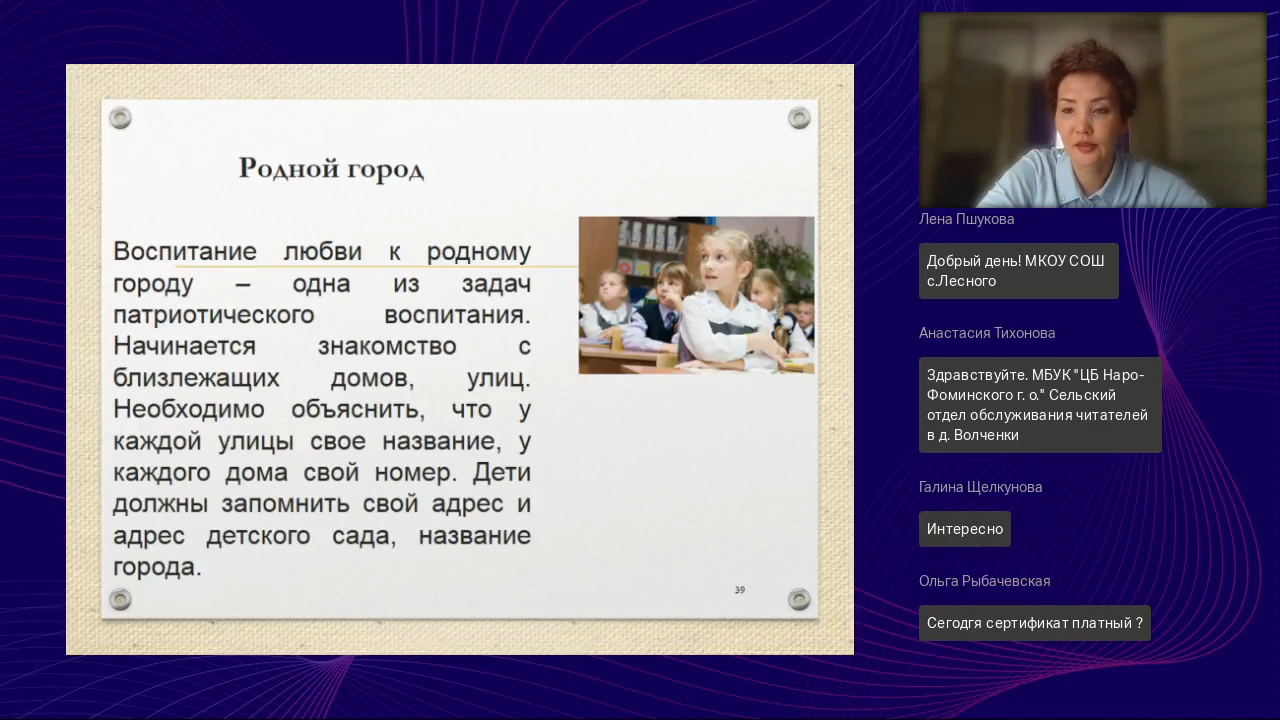 Родной город
Воспитание любви к родному
городу – одна из задач
патриотического воспитания.
Начинается знакомство с
близлежащих домов, улиц.
Необходимо объяснить, что у
каждой улицы свое название, у
каждого дома свой номер. Дети
должны запомнить свой адрес и
адрес детского сада, название
города.
39
Лена Пшукова
Добрый день! МКОУ СОШ
с.Лесного
Анастасия Тихонова
Здравствуйте. МБУК "ЦБ Наро-
Фоминского г. о." Сельский
отдел обслуживания читателей
в д. Волченки
Галина Щелкунова
Интересно
Ольга Рыбачевская
Сегодгя сертификат платный ?